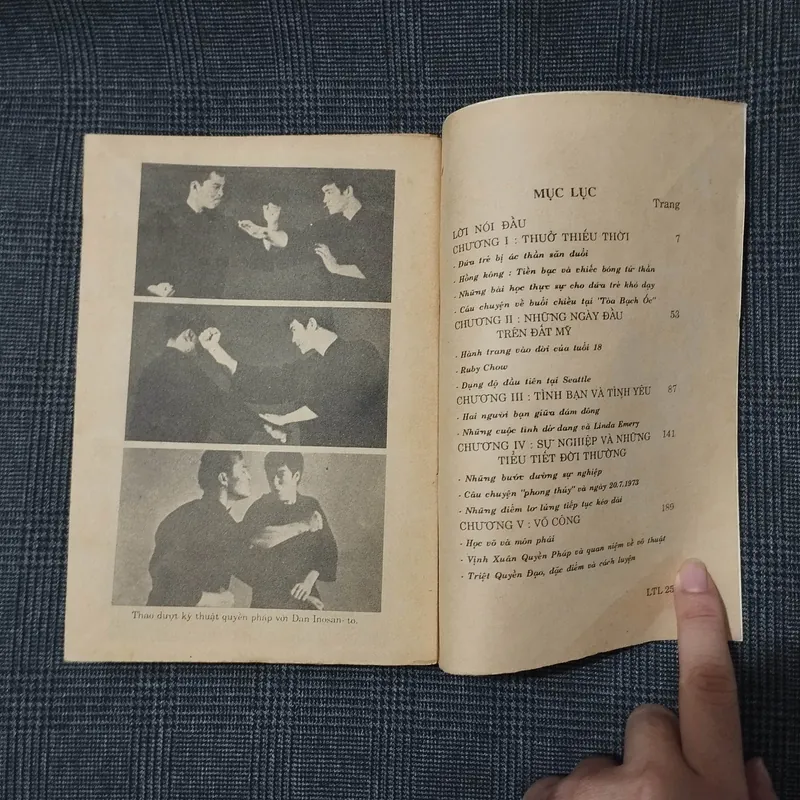 Thao dượt kỹ thuật quyền pháp với Dan Inosan-to.
MỤC LỤC
Trang
LỜI NÓI ĐẦU
CHƯƠNG I : THUỞ THIẾU THỜI 7
- Đứa trẻ bị ác thần săn đuổi
- Hồng kông : Tiền bạc và chiếc bóng tử thần
- Những bài học thực sự cho đứa trẻ khó dạy
- Câu chuyện về buổi chiều tại "Tòa Bạch Ốc"
CHƯƠNG II : NHỮNG NGÀY ĐẦU 53
TRÊN ĐẤT MỸ
- Hành trang vào đời của tuổi 18
- Ruby Chow
- Dụng độ đầu tiên tại Seattle
CHƯƠNG III : TÌNH BẠN VÀ TÌNH YÊU 87
- Hai người bạn giữa đám đông
- Những cuộc tình dở dang và Linda Emery
CHƯƠNG IV : SỰ NGHIỆP VÀ NHỮNG 141
TIỂU TIẾT ĐỜI THƯỜNG
- Những bước đường sự nghiệp
- Câu chuyện "phong thủy" và ngày 20.7.1973
- Những điểm lơ lửng tiếp tục kéo dài
CHƯƠNG V : VÕ CÔNG 189
- Học võ và môn phái
- Vịnh Xuân Quyền Pháp và quan niệm về võ thuật
- Triệt Quyền Đạo, đặc điểm và cách luyện
LTL 25